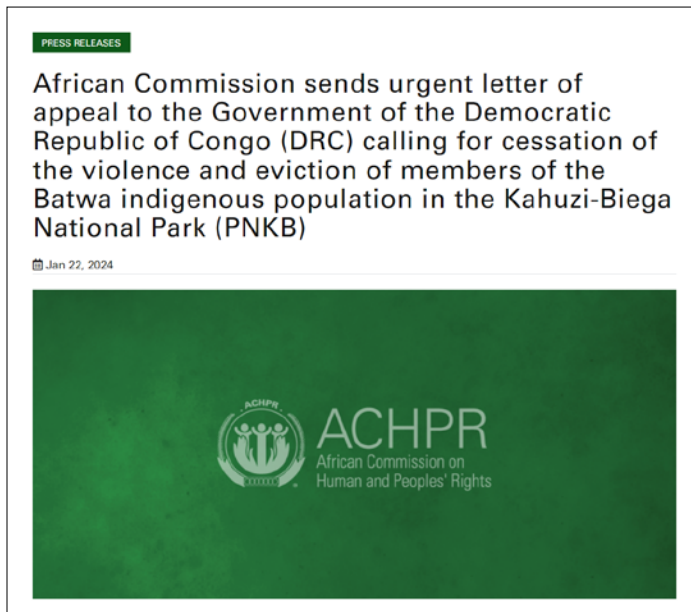 PRESS RELEASES
African Commission sends urgent letter of
appeal to the Government of the Democratic
Republic of Congo (DRC) calling for cessation of
the violence and eviction of members of the
Batwa indigenous population in the Kahuzi-Biega
National Park (PNKB)
Jan 22, 2024
ACHPR
ACHPR
African Commission on
Human and Peoples' Rights